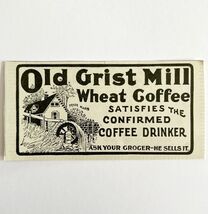 Old Grist Mill
Wheat Coffee
SATISFIES THE
CONFIRMED
COFFEE DRINKER
ASK YOUR GROCER-HE SELLS IT.